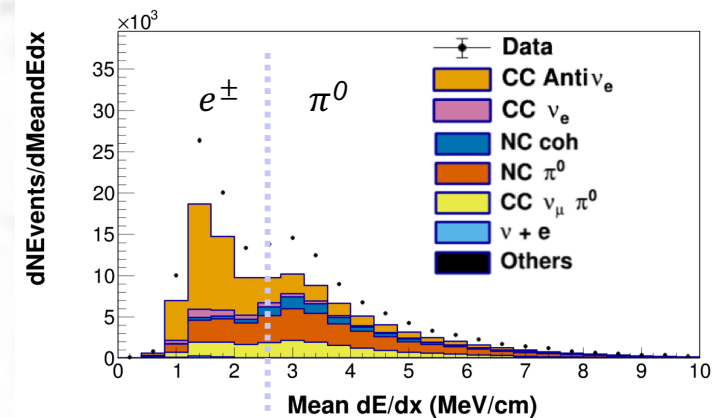 ×10³
dNEvents/dMeandEdx
35
30
25
20
15
10
5
0
e± π⁰
Data
CC Anti νₑ
CC νₑ
NC coh
NC π⁰
CC ν_μ π⁰
ν + e
Others
0 1 2 3 4 5 6 7 8 9 10
Mean dE/dx (MeV/cm)